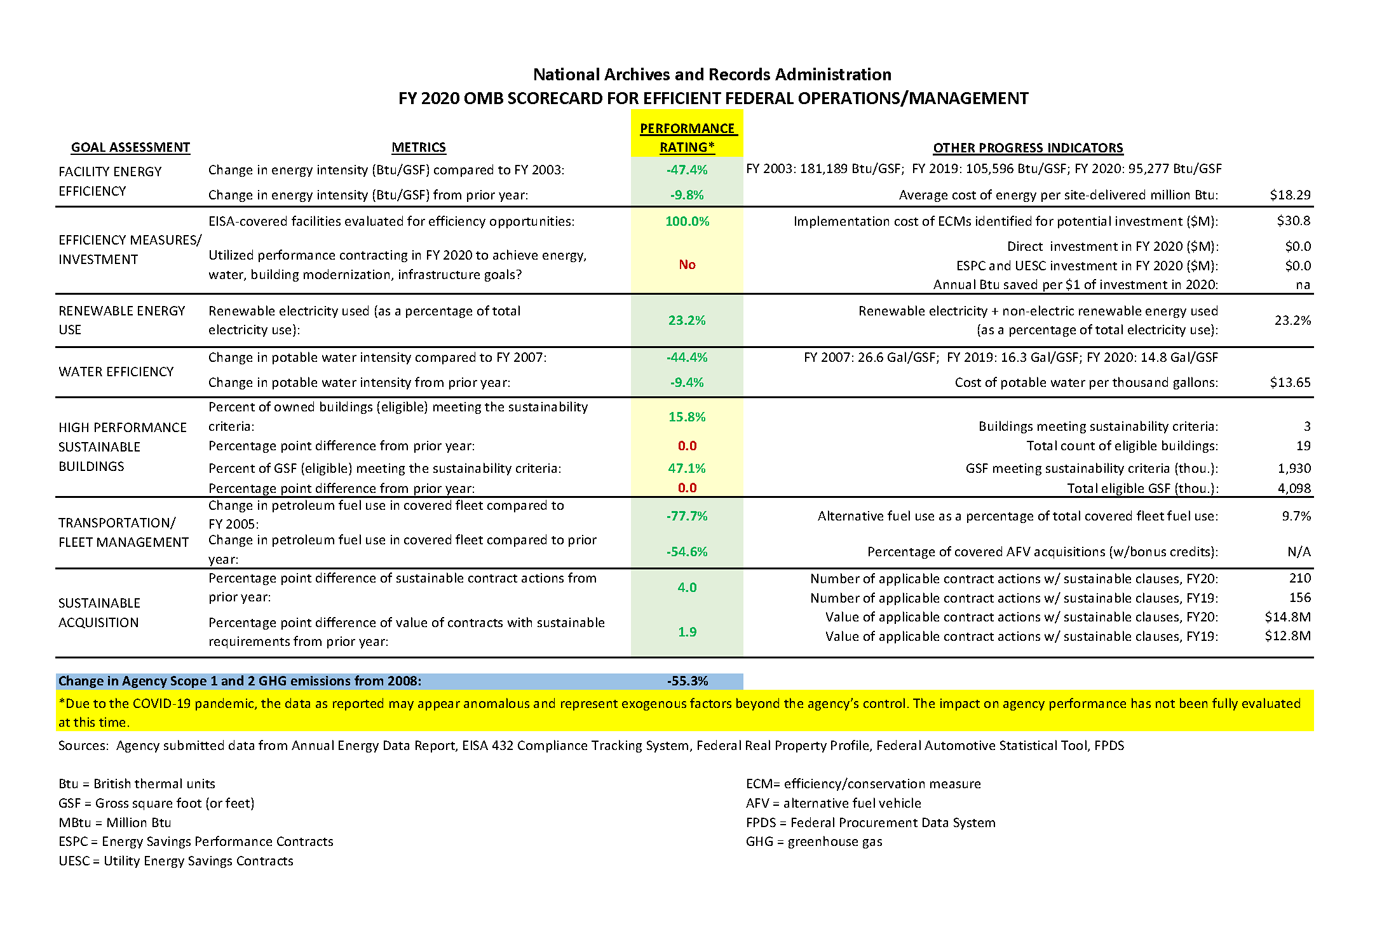 National Archives and Records Administration
FY 2020 OMB SCORECARD FOR EFFICIENT FEDERAL OPERATIONS/MANAGEMENT
GOAL ASSESSMENT METRICS PERFORMANCE RATING* OTHER PROGRESS INDICATORS
FACILITY ENERGY EFFICIENCY
Change in energy intensity (Btu/GSF) compared to FY 2003: -47.4% FY 2003: 181,189 Btu/GSF; FY 2019: 105,596 Btu/GSF; FY 2020: 95,277 Btu/GSF
Change in energy intensity (Btu/GSF) from prior year: -9.8% Average cost of energy per site-delivered million Btu: $18.29
EFFICIENCY MEASURES/
INVESTMENT
EISA-covered facilities evaluated for efficiency opportunities: 100.0% Implementation cost of ECMs identified for potential investment ($M): $30.8
Utilized performance contracting in FY 2020 to achieve energy,
water, building modernization, infrastructure goals? No
Direct investment in FY 2020 ($M): $0.0
ESPC and UESC investment in FY 2020 ($M): $0.0
Annual Btu saved per $1 of investment in 2020: na
RENEWABLE ENERGY
USE
Renewable electricity used (as a percentage of total
electricity use): 23.2%
Renewable electricity + non-electric renewable energy used
(as a percentage of total electricity use): 23.2%
WATER EFFICIENCY
Change in potable water intensity compared to FY 2007: -44.4% FY 2007: 26.6 Gal/GSF; FY 2019: 16.3 Gal/GSF; FY 2020: 14.8 Gal/GSF
Change in potable water intensity from prior year: -9.4% Cost of potable water per thousand gallons: $13.65
HIGH PERFORMANCE
SUSTAINABLE
BUILDINGS
Percent of owned buildings (eligible) meeting the sustainability
criteria: 15.8% Buildings meeting sustainability criteria: 3
Percentage point difference from prior year: 0.0 Total count of eligible buildings: 19
Percent of GSF (eligible) meeting the sustainability criteria: 47.1% GSF meeting sustainability criteria (thou.): 1,930
Percentage point difference from prior year: 0.0 Total eligible GSF (thou.): 4,098
TRANSPORTATION/
FLEET MANAGEMENT
Change in petroleum fuel use in covered fleet compared to
FY 2005: -77.7% Alternative fuel use as a percentage of total covered fleet fuel use: 9.7%
Change in petroleum fuel use in covered fleet compared to prior
year: -54.6% Percentage of covered AFV acquisitions (w/bonus credits): N/A
SUSTAINABLE
ACQUISITION
Percentage point difference of sustainable contract actions from
prior year: 4.0
Number of applicable contract actions w/ sustainable clauses, FY20: 210
Number of applicable contract actions w/ sustainable clauses, FY19: 156
Percentage point difference of value of contracts with sustainable
requirements from prior year: 1.9
Value of applicable contract actions w/ sustainable clauses, FY20: $14.8M
Value of applicable contract actions w/ sustainable clauses, FY19: $12.8M
Change in Agency Scope 1 and 2 GHG emissions from 2008: -55.3%
*Due to the COVID-19 pandemic, the data as reported may appear anomalous and represent exogenous factors beyond the agency's control. The impact on agency performance has not been fully evaluated
at this time.
Sources: Agency submitted data from Annual Energy Data Report, EISA 432 Compliance Tracking System, Federal Real Property Profile, Federal Automotive Statistical Tool, FPDS
Btu = British thermal units
GSF = Gross square foot (or feet)
MBtu = Million Btu
ESPC = Energy Savings Performance Contracts
UESC = Utility Energy Savings Contracts
ECM= efficiency/conservation measure
AFV = alternative fuel vehicle
FPDS = Federal Procurement Data System
GHG = greenhouse gas